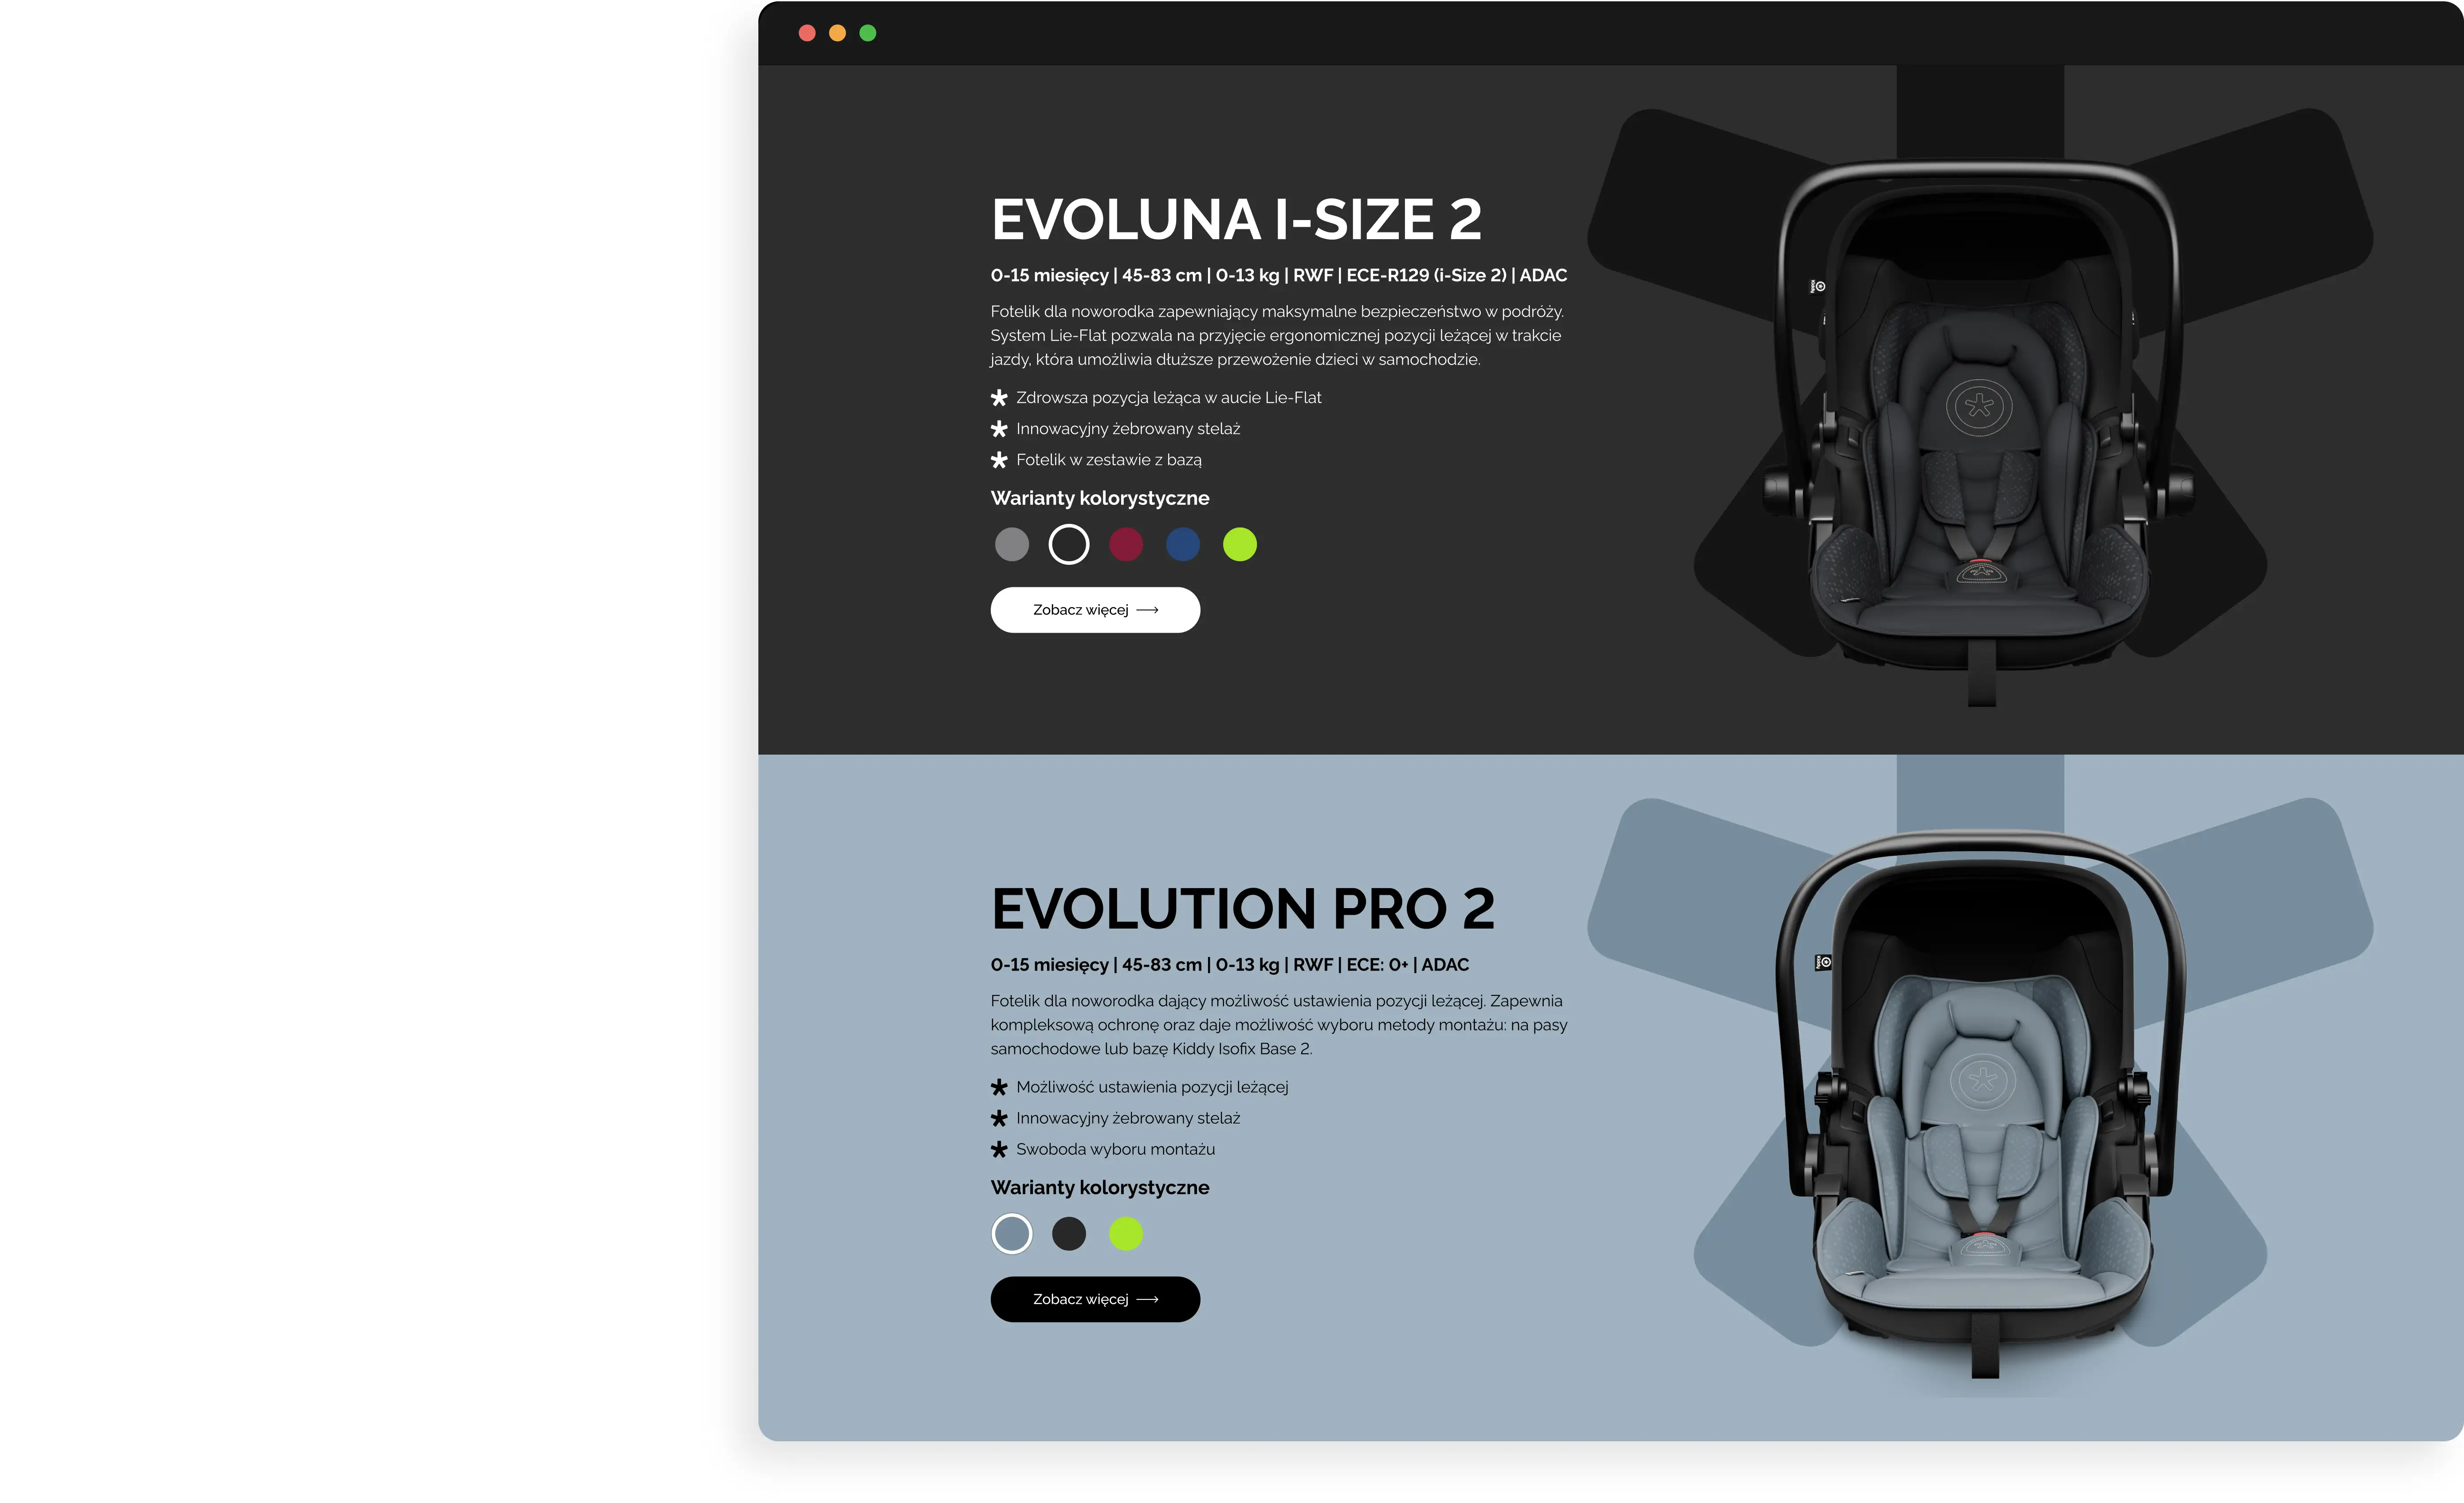 EVOLUNA I-SIZE 2
0-15 miesięcy | 45-83 cm | 0-13 kg | RWF | ECE-R129 (i-Size 2) | ADAC
Fotelik dla noworodka zapewniający maksymalne bezpieczeństwo w podróży.
System Lie-Flat pozwala na przyjęcie ergonomicznej pozycji leżącej w trakcie
jazdy, która umożliwia dłuższe przewożenie dzieci w samochodzie.
Zdrowsza pozycja leżąca w aucie Lie-Flat
Innowacyjny żebrowany stelaż
Fotelik w zestawie z bazą
Warianty kolorystyczne
Zobacz więcej
EVOLUTION PRO 2
0-15 miesięcy | 45-83 cm | 0-13 kg | RWF | ECE: 0+ | ADAC
Fotelik dla noworodka dający możliwość ustawienia pozycji leżącej. Zapewnia
kompleksową ochronę oraz daje możliwość wyboru metody montażu: na pasy
samochodowe lub bazę Kiddy Isofix Base 2.
Możliwość ustawienia pozycji leżącej
Innowacyjny żebrowany stelaż
Swoboda wyboru montażu
Warianty kolorystyczne
Zobacz więcej